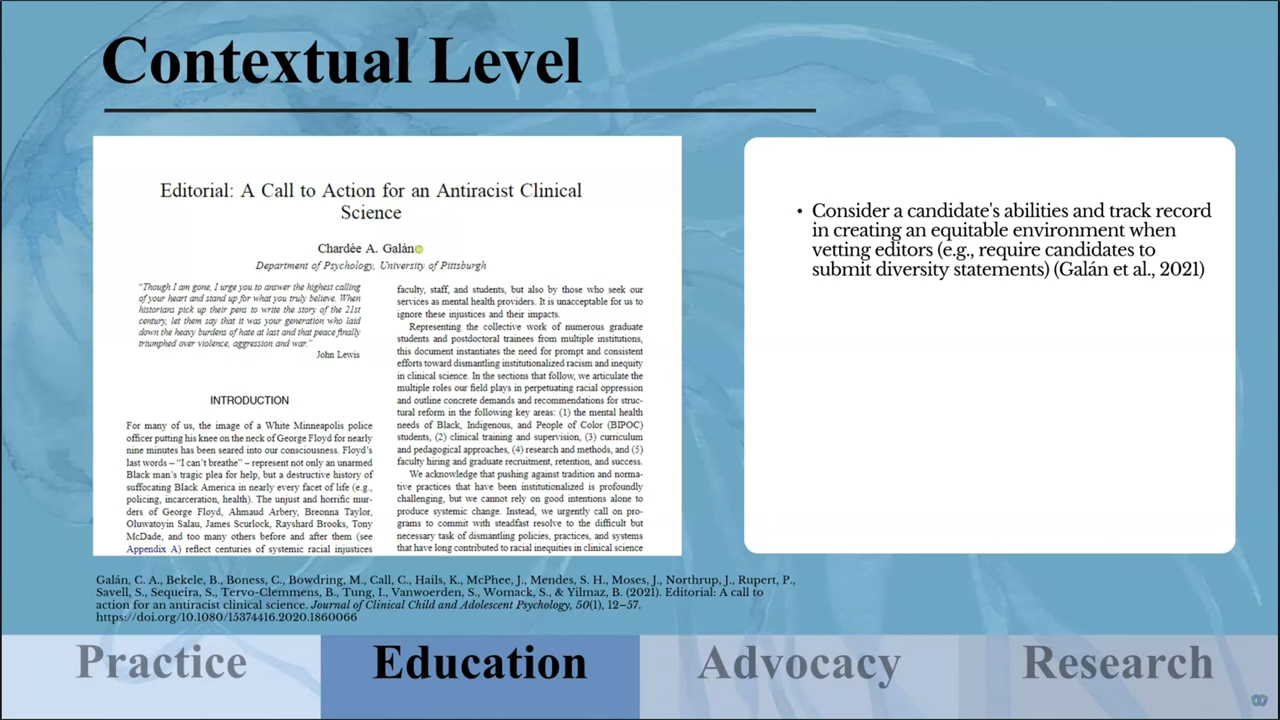 Contextual Level
Editorial: A Call to Action for an Antiracist Clinical
Science
Chardée A. Galán
Department of Psychology, University of Pittsburgh
“Though I am gone, I urge you to answer the highest calling
of your heart and stand up for what you truly believe. When
historians pick up their pens to write the story of the 21st
century, let them say that it was your generation who laid
down the heavy burdens of hate at last and that peace finally
triumphed over violence, aggression and war.”
John Lewis
INTRODUCTION
For many of us, the image of a White Minneapolis police
officer putting his knee on the neck of George Floyd for nearly
nine minutes has been seared into our consciousness. Floyd's
last words – “I can't breathe” – represent not only an unarmed
Black man's tragic plea for help, but a destructive history of
suffocating Black America in nearly every facet of life (e.g.,
policing, incarceration, health). The unjust and horrific mur-
ders of George Floyd, Ahmaud Arbery, Breonna Taylor,
Oluwatoyin Salau, James Scurlock, Rayshard Brooks, Tony
McDade, and too many others before and after them (see
Appendix A) reflect centuries of systemic racial injustices
faculty, staff, and students, but also by those who seek our
services as mental health providers. It is unacceptable for us to
ignore these injustices and their impacts.
Representing the collective work of numerous graduate
students and postdoctoral trainees from multiple institutions,
this document instantiates the need for prompt and consistent
efforts toward dismantling institutionalized racism and inequity
in clinical science. In the sections that follow, we articulate the
multiple roles our field plays in perpetuating racial oppression
and outline concrete demands and recommendations for struc-
tural reform in the following key areas: (1) the mental health
needs of Black, Indigenous, and People of Color (BIPOC)
students, (2) clinical training and supervision, (3) curriculum
and pedagogical approaches, (4) research and methods, and (5)
faculty hiring and graduate recruitment, retention, and success.
We acknowledge that pushing against tradition and norma-
tive practices that have been institutionalized is profoundly
challenging, but we cannot rely on good intentions alone to
produce systemic change. Instead, we urgently call on pro-
grams to commit with steadfast resolve to the difficult but
necessary task of dismantling policies, practices, and systems
that have long contributed to racial inequities in clinical science
• Consider a candidate's abilities and track record
in creating an equitable environment when
vetting editors (e.g., require candidates to
submit diversity statements) (Galán et al., 2021)
Galán, C. A., Bekele, B., Boness, C., Bowdring, M., Call, C., Hails, K., McPhee, J., Mendes, S. H., Moses, J., Northrup, J., Rupert, P.,
Savell, S., Sequeira, S., Tervo-Clemmens, B., Tung, I., Vanwoerden, S., Womack, S., & Yilmaz, B. (2021). Editorial: A call to
action for an antiracist clinical science. Journal of Clinical Child and Adolescent Psychology, 50(1), 12–57.
https://doi.org/10.1080/15374416.2020.1860066
Practice
Education
Advocacy
Research